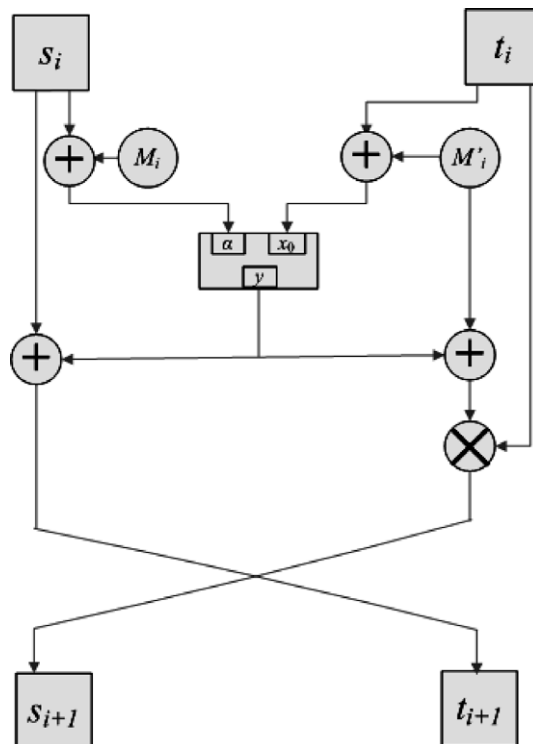 s_i
t_i
+
M_i
+
M'_i
α
x_0
y
+
+
s_{i+1}
t_{i+1}